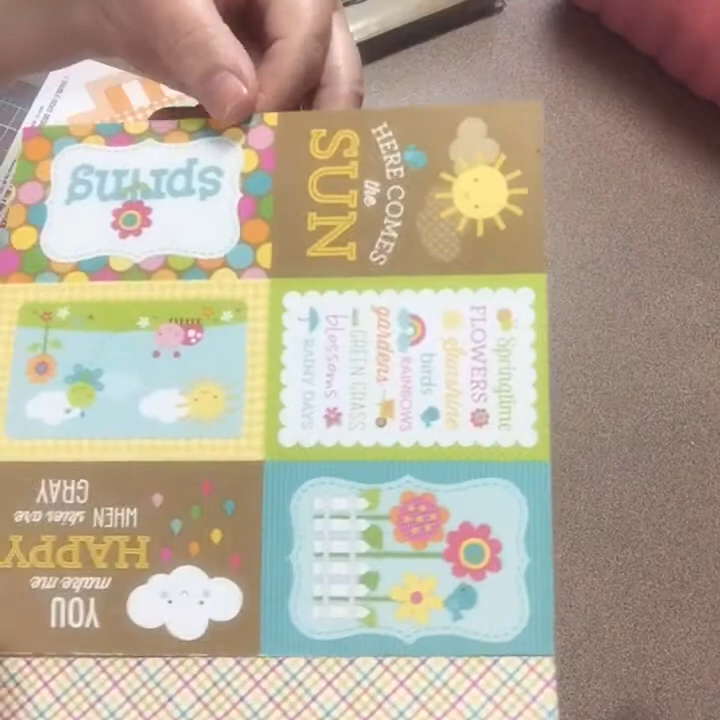 spring
HERE COMES
the
SUN
Springtime
FLOWERS
sunshine
birds
RAINBOWS
gardens
GREEN GRASS
blossoms
RAINY DAYS
YOU
make me
HAPPY
WHEN skies are
GRAY